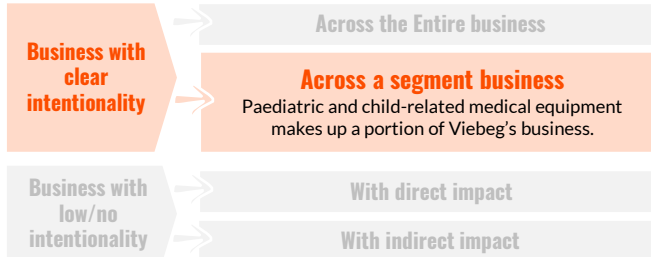 Business with
clear
intentionality
Across the Entire business
Across a segment business
Paediatric and child-related medical equipment
makes up a portion of Viebeg's business.
Business with
low/no
intentionality
With direct impact
With indirect impact